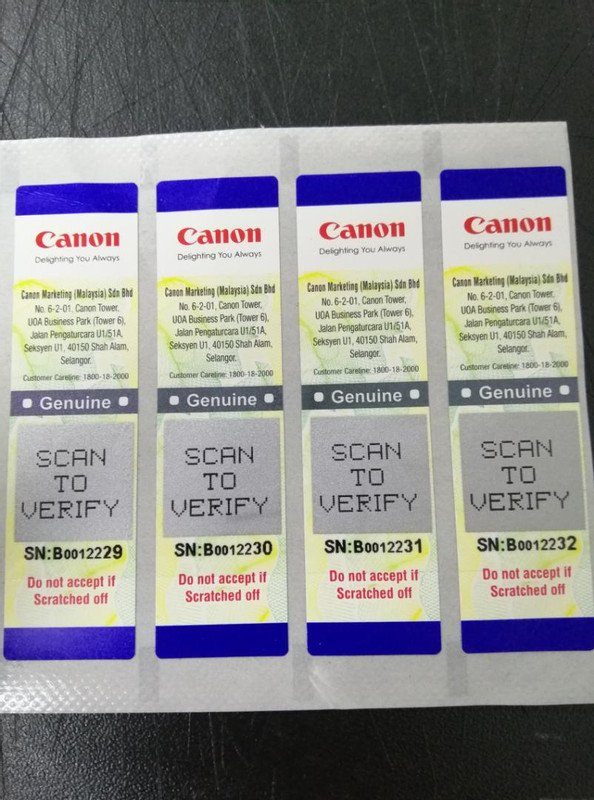 Canon
Delighting You Always
Canon Marketing (Malaysia) Sdn Bhd
No. 6-2-01, Canon Tower,
UOA Business Park (Tower 6),
Jalan Pengaturcara U1/51A,
Seksyen U1, 40150 Shah Alam,
Selangor.
Customer Careline: 1800-18-2000
Genuine
SCAN
TO
VERIFY
SN:B0012229
Do not accept if
Scratched off
Canon
Delighting You Always
Canon Marketing (Malaysia) Sdn Bhd
No. 6-2-01, Canon Tower,
UOA Business Park (Tower 6),
Jalan Pengaturcara U1/51A,
Seksyen U1, 40150 Shah Alam,
Selangor.
Customer Careline: 1800-18-2000
Genuine
SCAN
TO
VERIFY
SN:B0012230
Do not accept if
Scratched off
Canon
Delighting You Always
Canon Marketing (Malaysia) Sdn Bhd
No. 6-2-01, Canon Tower,
UOA Business Park (Tower 6),
Jalan Pengaturcara U1/51A,
Seksyen U1, 40150 Shah Alam,
Selangor.
Customer Careline: 1800-18-2000
Genuine
SCAN
TO
VERIFY
SN:B0012231
Do not accept if
Scratched off
Canon
Delighting You Always
Canon Marketing (Malaysia) Sdn Bhd
No. 6-2-01, Canon Tower,
UOA Business Park (Tower 6),
Jalan Pengaturcara U1/51A,
Seksyen U1, 40150 Shah Alam,
Selangor.
Customer Careline: 1800-18-2000
Genuine
SCAN
TO
VERIFY
SN:B0012232
Do not accept if
Scratched off